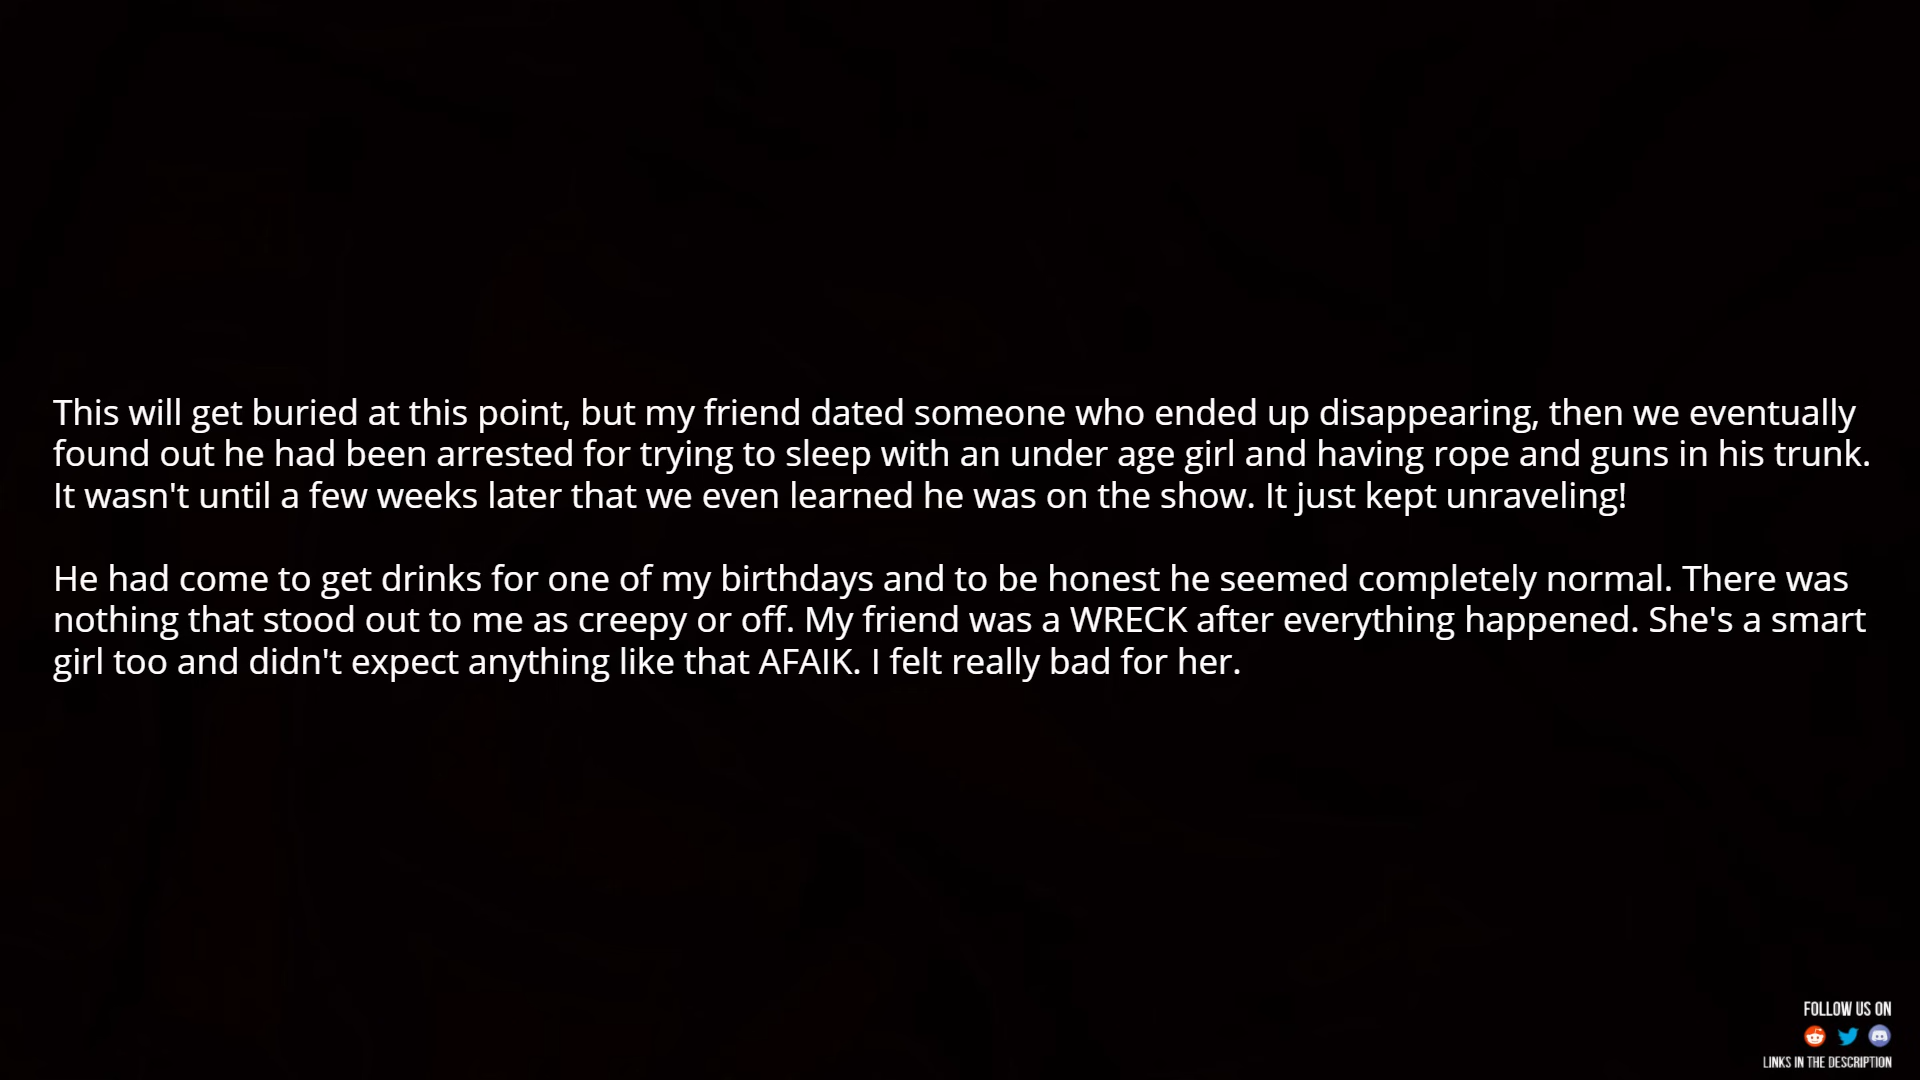 This will get buried at this point, but my friend dated someone who ended up disappearing, then we eventually
found out he had been arrested for trying to sleep with an under age girl and having rope and guns in his trunk.
It wasn't until a few weeks later that we even learned he was on the show. It just kept unraveling!
He had come to get drinks for one of my birthdays and to be honest he seemed completely normal. There was
nothing that stood out to me as creepy or off. My friend was a WRECK after everything happened. She's a smart
girl too and didn't expect anything like that AFAIK. I felt really bad for her.
FOLLOW US ON
LINKS IN THE DESCRIPTION